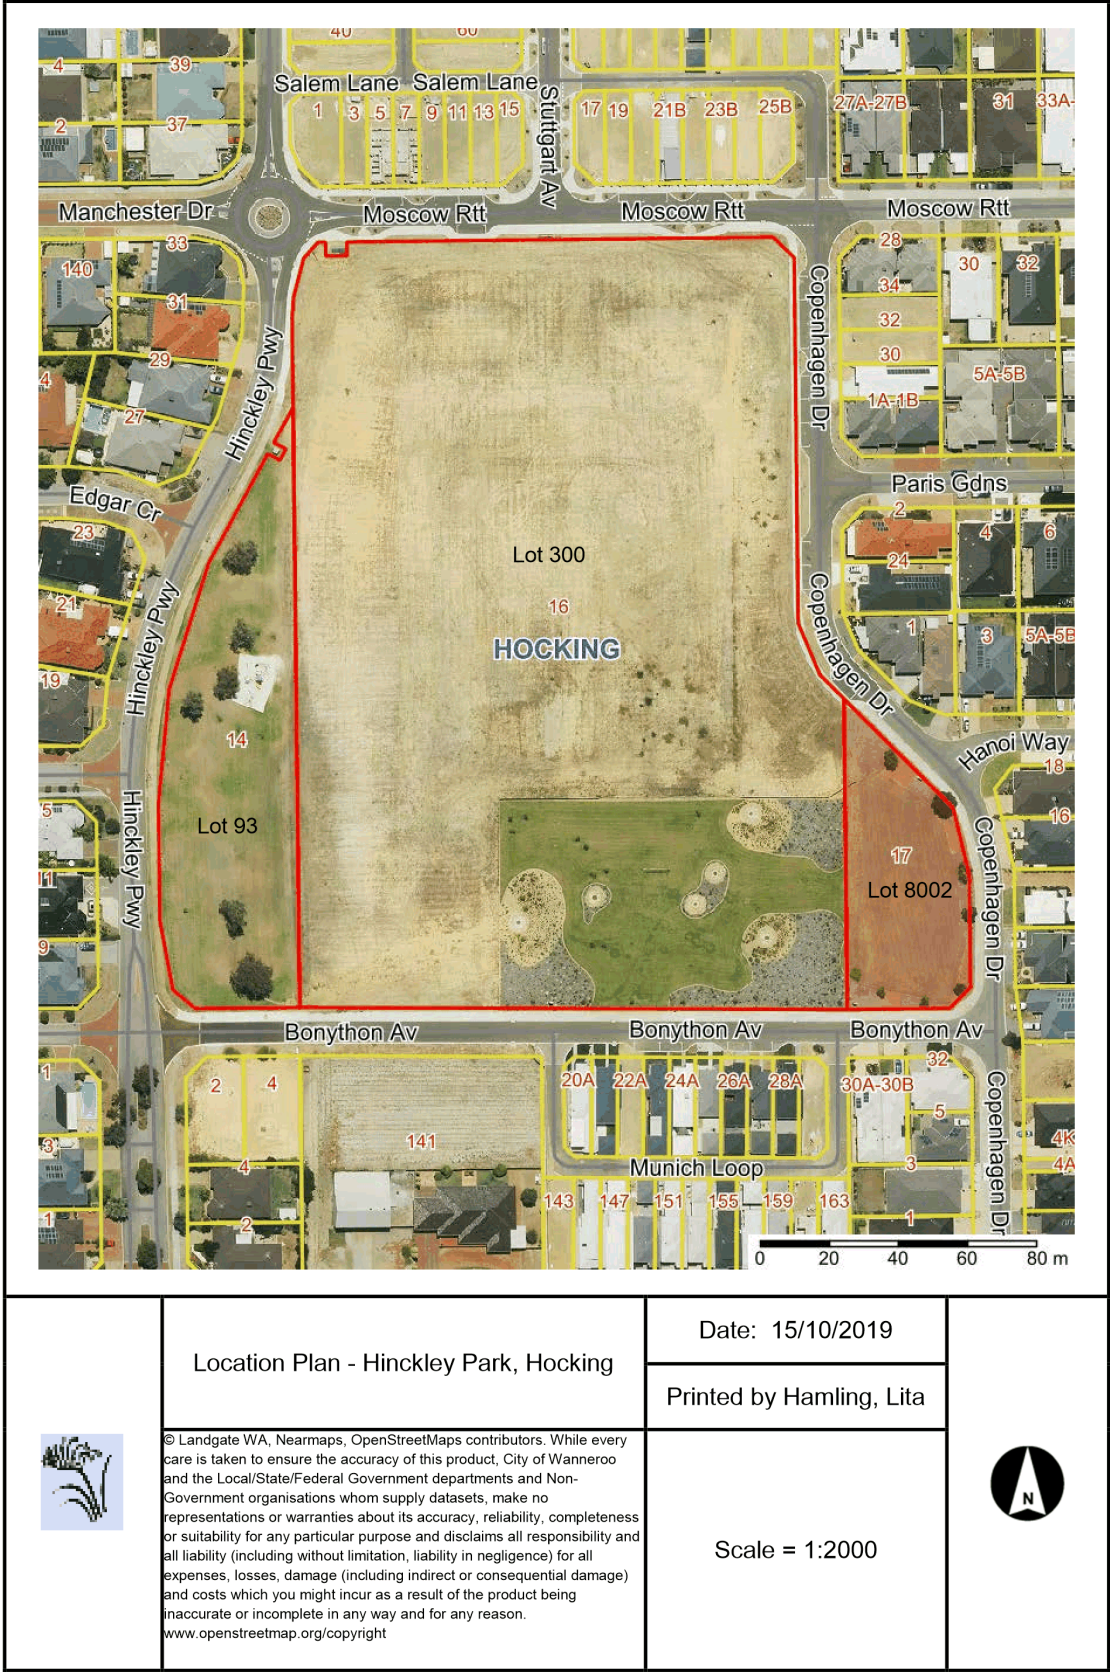 40
60
4
39
Salem Lane
Salem Lane
1
3
5
7
9
11
13
15
Stuttgart Av
17
19
21B
23B
25B
27A-27B
31
33A-
2
37
Manchester Dr
Moscow Rtt
Moscow Rtt
Moscow Rtt
33
140
31
29
4
27
28
30
32
34
32
30
5A-5B
1A-1B
Hinckley Pwy
Copenhagen Dr
Edgar Cr
Paris Gdns
23
2
4
6
24
Lot 300
16
HOCKING
21
1
3
5A-5B
19
Hinckley Pwy
Copenhagen Dr
14
Hanoi Way
18
5
16
Lot 93
Hinckley Pwy
17
Lot 8002
11
9
Copenhagen Dr
Bonython Av
Bonython Av
Bonython Av
1
2
4
20A
22A
24A
26A
28A
30A-30B
32
5
141
3
4
Munich Loop
3
4K
4A
Copenhagen Dr
1
2
143
147
151
155
159
163
1
0 20 40 60 80 m
Location Plan - Hinckley Park, Hocking
Date: 15/10/2019
Printed by Hamling, Lita
© Landgate WA, Nearmaps, OpenStreetMaps contributors. While every
care is taken to ensure the accuracy of this product, City of Wanneroo
and the Local/State/Federal Government departments and Non-
Government organisations whom supply datasets, make no
representations or warranties about its accuracy, reliability, completeness
or suitability for any particular purpose and disclaims all responsibility and
all liability (including without limitation, liability in negligence) for all
expenses, losses, damage (including indirect or consequential damage)
and costs which you might incur as a result of the product being
inaccurate or incomplete in any way and for any reason.
www.openstreetmap.org/copyright
Scale = 1:2000
N